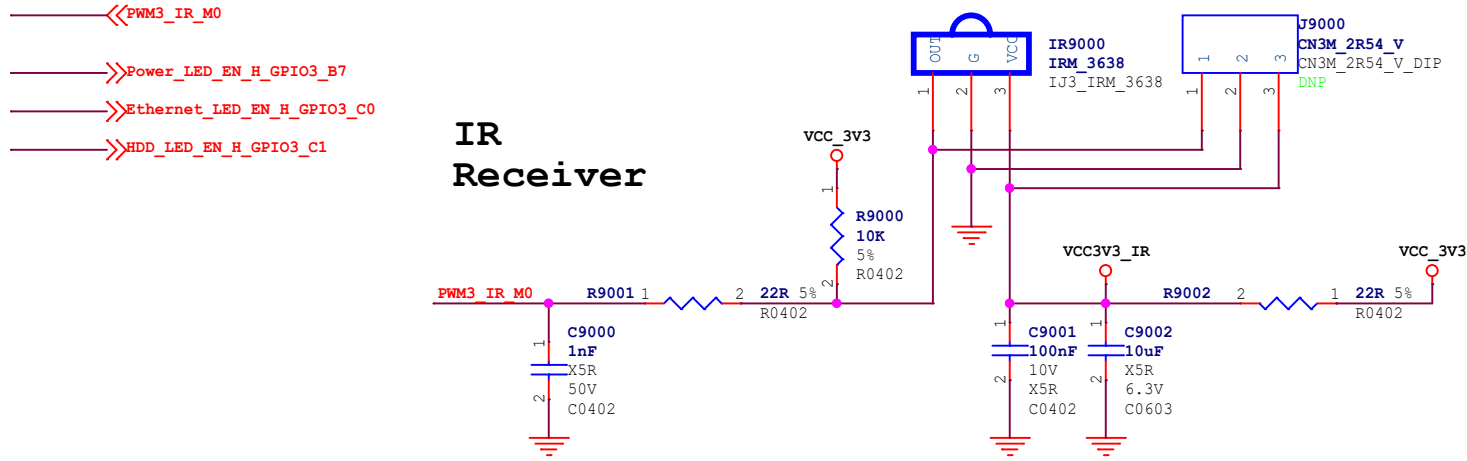 PWM3_IR_M0
Power_LED_EN_H_GPIO3_B7
Ethernet_LED_EN_H_GPIO3_C0
HDD_LED_EN_H_GPIO3_C1
IR
Receiver
OUT
G
VCC
1
2
3
IR9000
IRM_3638
IJ3_IRM_3638
1
2
3
1
2
3
J9000
CN3M_2R54_V
CN3M_2R54_V_DIP
DNP
VCC_3V3
1
R9000
10K
5%
R0402
2
PWM3_IR_M0
R9001 1
2 22R 5%
R0402
C9000
1nF
X5R
50V
C0402
1
2
VCC3V3_IR
VCC_3V3
R9002 2
1 22R 5%
R0402
1
2
C9001
100nF
10V
X5R
C0402
1
2
C9002
10uF
X5R
6.3V
C0603